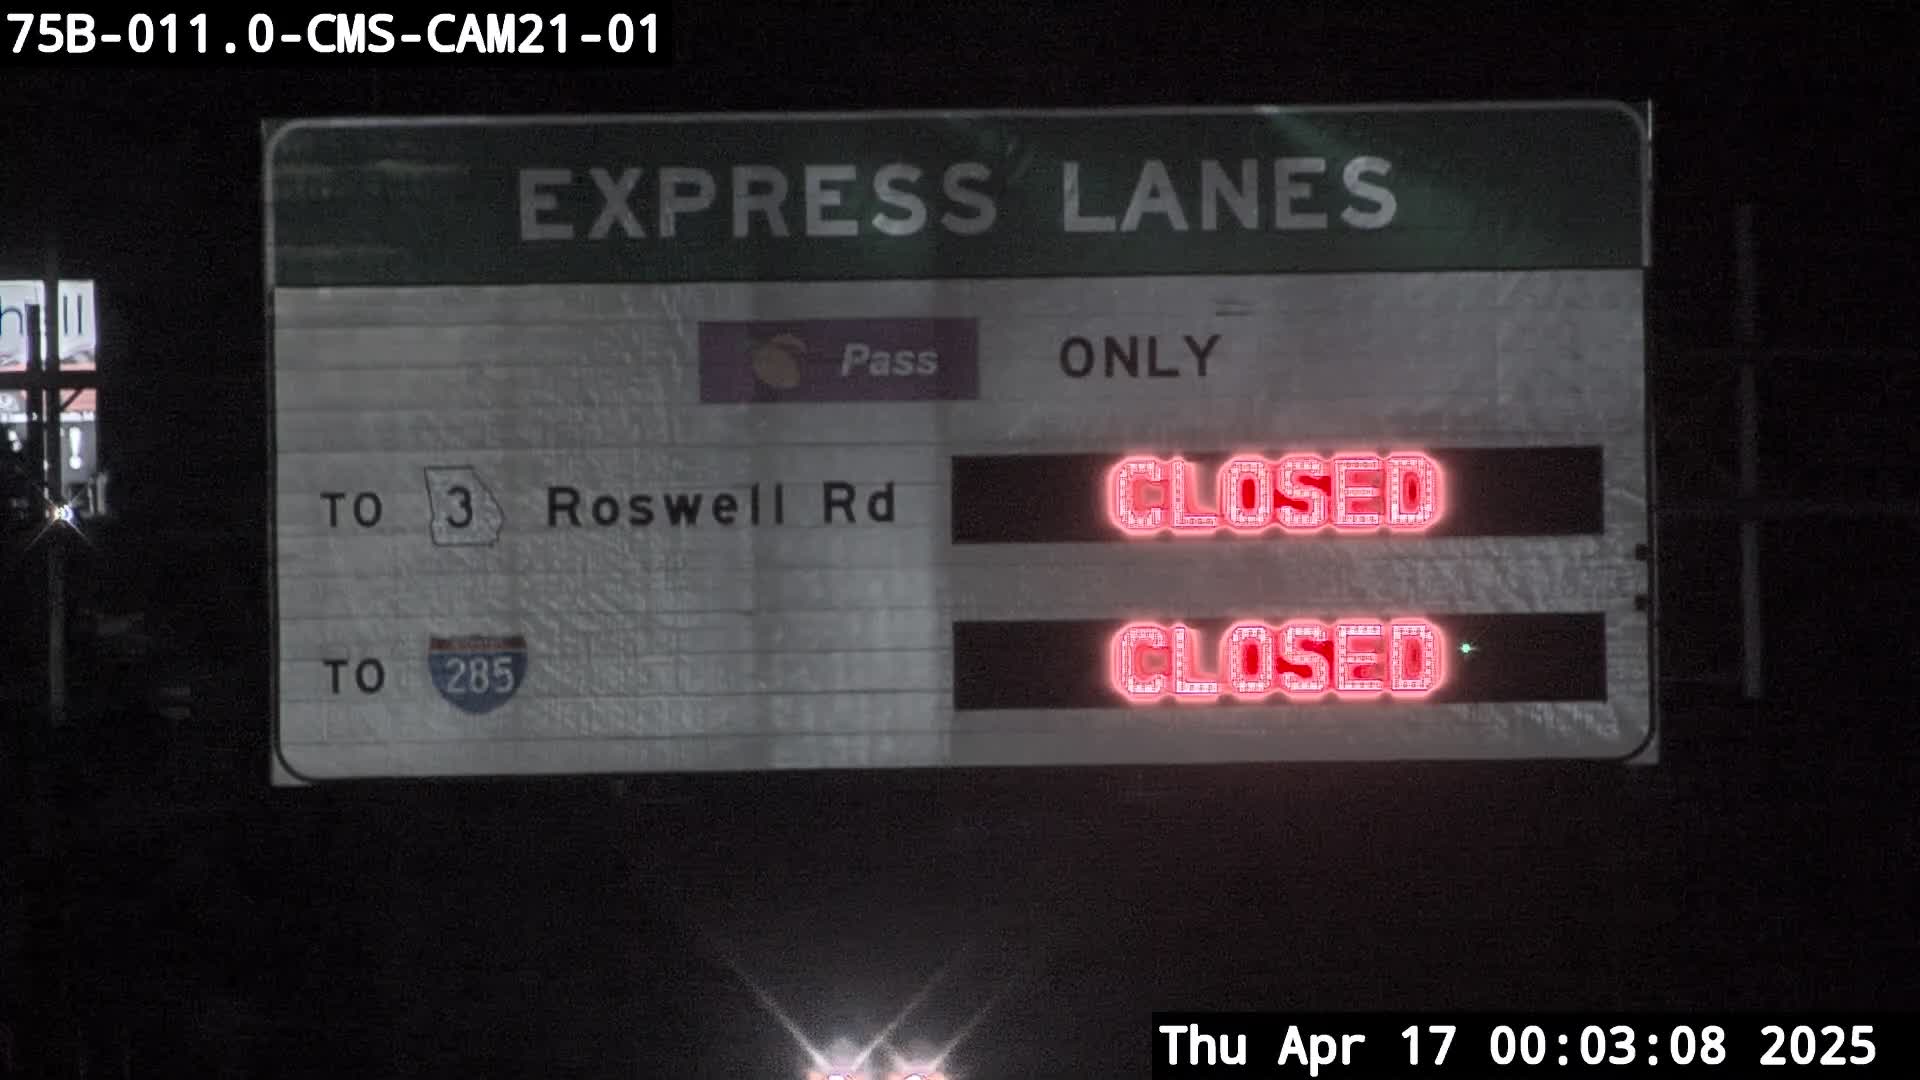 75B-011.0-CMS-CAM21-01
EXPRESS LANES
Pass ONLY
TO 3 Roswell Rd CLOSED
TO 285 CLOSED
Thu Apr 17 00:03:08 2025